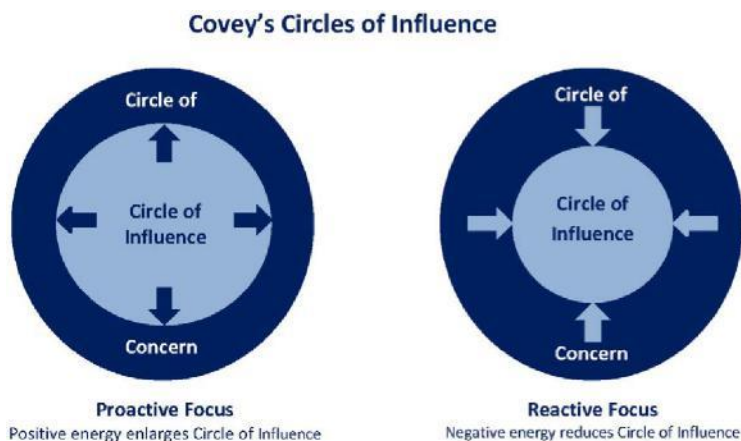 Covey's Circles of Influence
Circle of
Circle of
Influence
Concern
Proactive Focus
Positive energy enlarges Circle of Influence
Circle of
Circle of
Influence
Concern
Reactive Focus
Negative energy reduces Circle of Influence